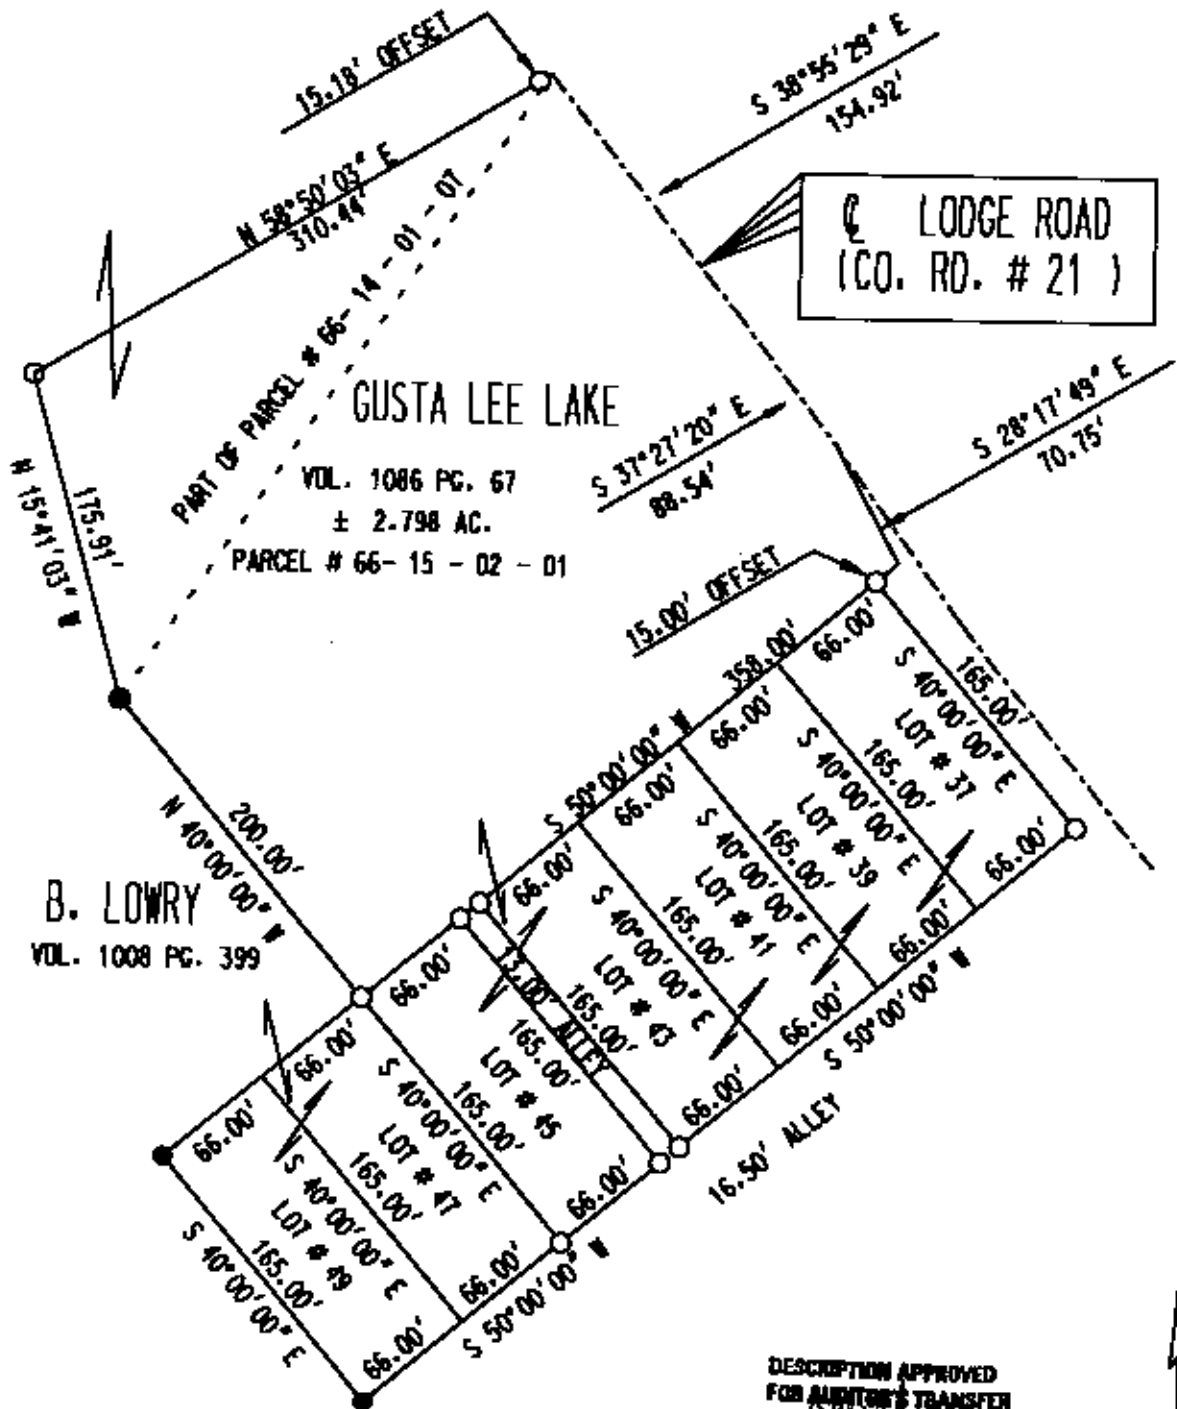 15.18' OFFSET
S 38°55'29" E
154.92'
N 58°50'03" E
310.44'
℄ LODGE ROAD
(CO. RD. # 21 )
PART OF PARCEL # 66- 14 - 01 - 07
GUSTA LEE LAKE
VOL. 1086 PG. 67
± 2.798 AC.
PARCEL # 66- 15 - 02 - 01
S 37°27'20" E
88.54'
S 28°17'49" E
70.75'
N 15°41'03" W
175.91'
15.00' OFFSET
358.00'
S 50°00'00" W
66.00'
66.00'
66.00'
66.00'
66.00'
66.00'
66.00'
165.00'
S 40°00'00" E
LOT # 37
165.00'
S 40°00'00" E
LOT # 39
165.00'
S 40°00'00" E
LOT # 41
165.00'
S 40°00'00" E
LOT # 43
165.00'
13.00' ALLEY
165.00'
LOT # 45
165.00'
S 40°00'00" E
LOT # 47
165.00'
S 40°00'00" E
LOT # 49
165.00'
S 40°00'00" E
200.00'
N 40°00'00" W
B. LOWRY
VOL. 1008 PG. 399
66.00'
66.00'
66.00'
66.00'
66.00'
66.00'
66.00'
S 50°00'00" W
16.50' ALLEY
S 50°00'00" W
DESCRIPTION APPROVED
FOR AUDITOR'S TRANSFER